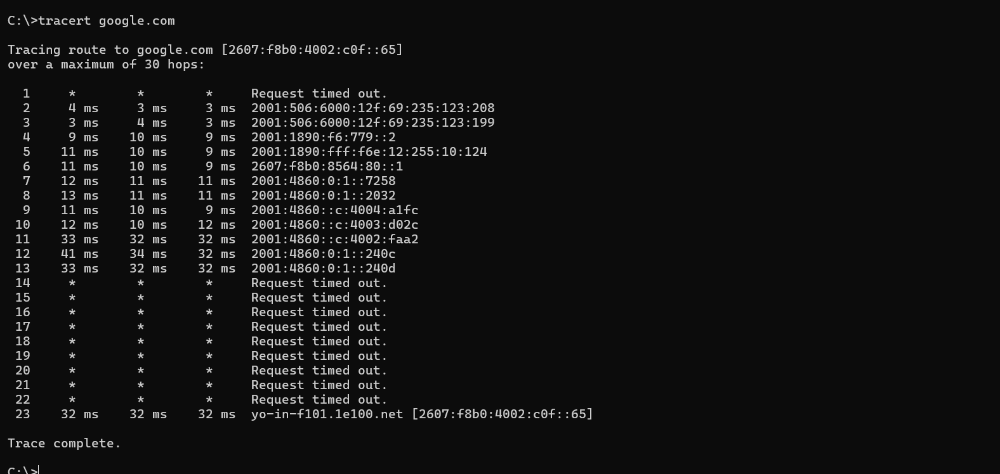 C:\>tracert google.com
Tracing route to google.com [2607:f8b0:4002:c0f::65]
over a maximum of 30 hops:
1 * * * Request timed out.
2 4 ms 3 ms 3 ms 2001:506:6000:12f:69:235:123:208
3 3 ms 4 ms 3 ms 2001:506:6000:12f:69:235:123:199
4 9 ms 10 ms 9 ms 2001:1890:f6:779::2
5 11 ms 10 ms 9 ms 2001:1890:fff:f6e:12:255:10:124
6 11 ms 10 ms 9 ms 2607:f8b0:8564:80::1
7 12 ms 11 ms 11 ms 2001:4860:0:1::7258
8 13 ms 11 ms 11 ms 2001:4860:0:1::2032
9 11 ms 10 ms 9 ms 2001:4860::c:4004:a1fc
10 12 ms 10 ms 12 ms 2001:4860::c:4003:d02c
11 33 ms 32 ms 32 ms 2001:4860::c:4002:faa2
12 41 ms 34 ms 32 ms 2001:4860:0:1::240c
13 33 ms 32 ms 32 ms 2001:4860:0:1::240d
14 * * * Request timed out.
15 * * * Request timed out.
16 * * * Request timed out.
17 * * * Request timed out.
18 * * * Request timed out.
19 * * * Request timed out.
20 * * * Request timed out.
21 * * * Request timed out.
22 * * * Request timed out.
23 32 ms 32 ms 32 ms yo-in-f101.1e100.net [2607:f8b0:4002:c0f::65]
Trace complete.
C:\>